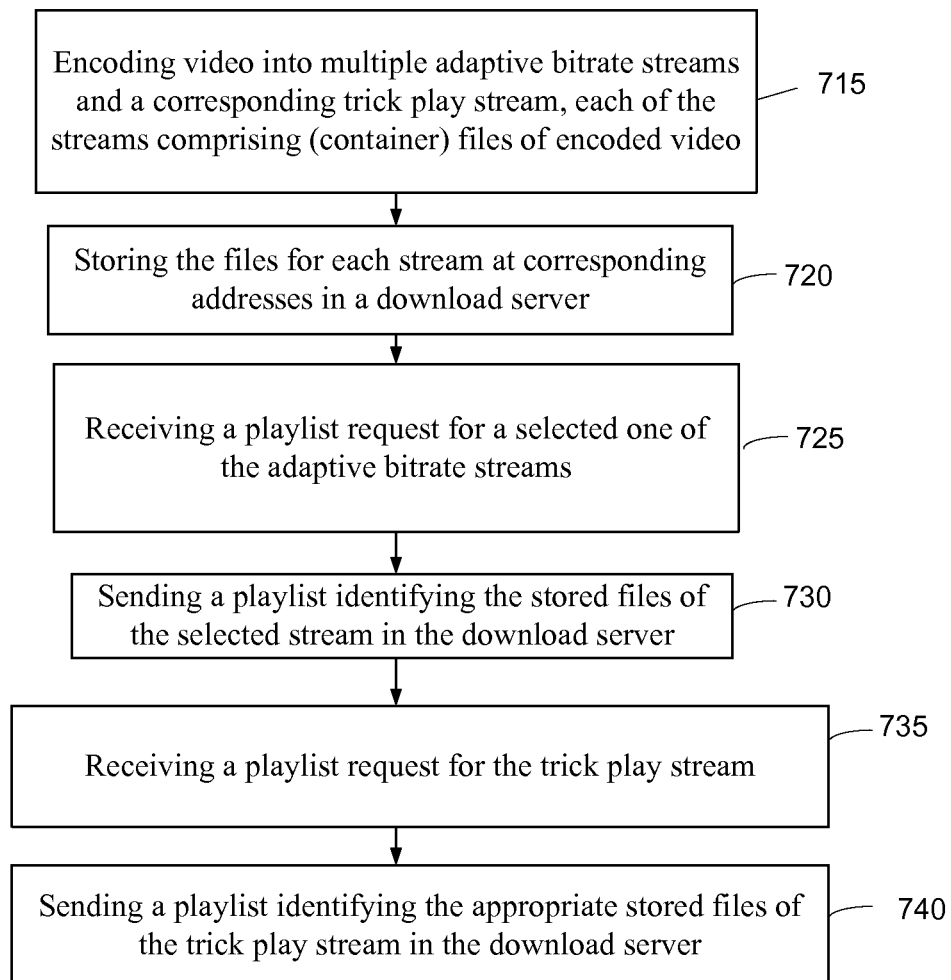 Encoding video into multiple adaptive bitrate streams
and a corresponding trick play stream, each of the
streams comprising (container) files of encoded video
715
Storing the files for each stream at corresponding
addresses in a download server
720
Receiving a playlist request for a selected one of
the adaptive bitrate streams
725
Sending a playlist identifying the stored files of
the selected stream in the download server
730
Receiving a playlist request for the trick play stream
735
Sending a playlist identifying the appropriate stored files of
the trick play stream in the download server
740